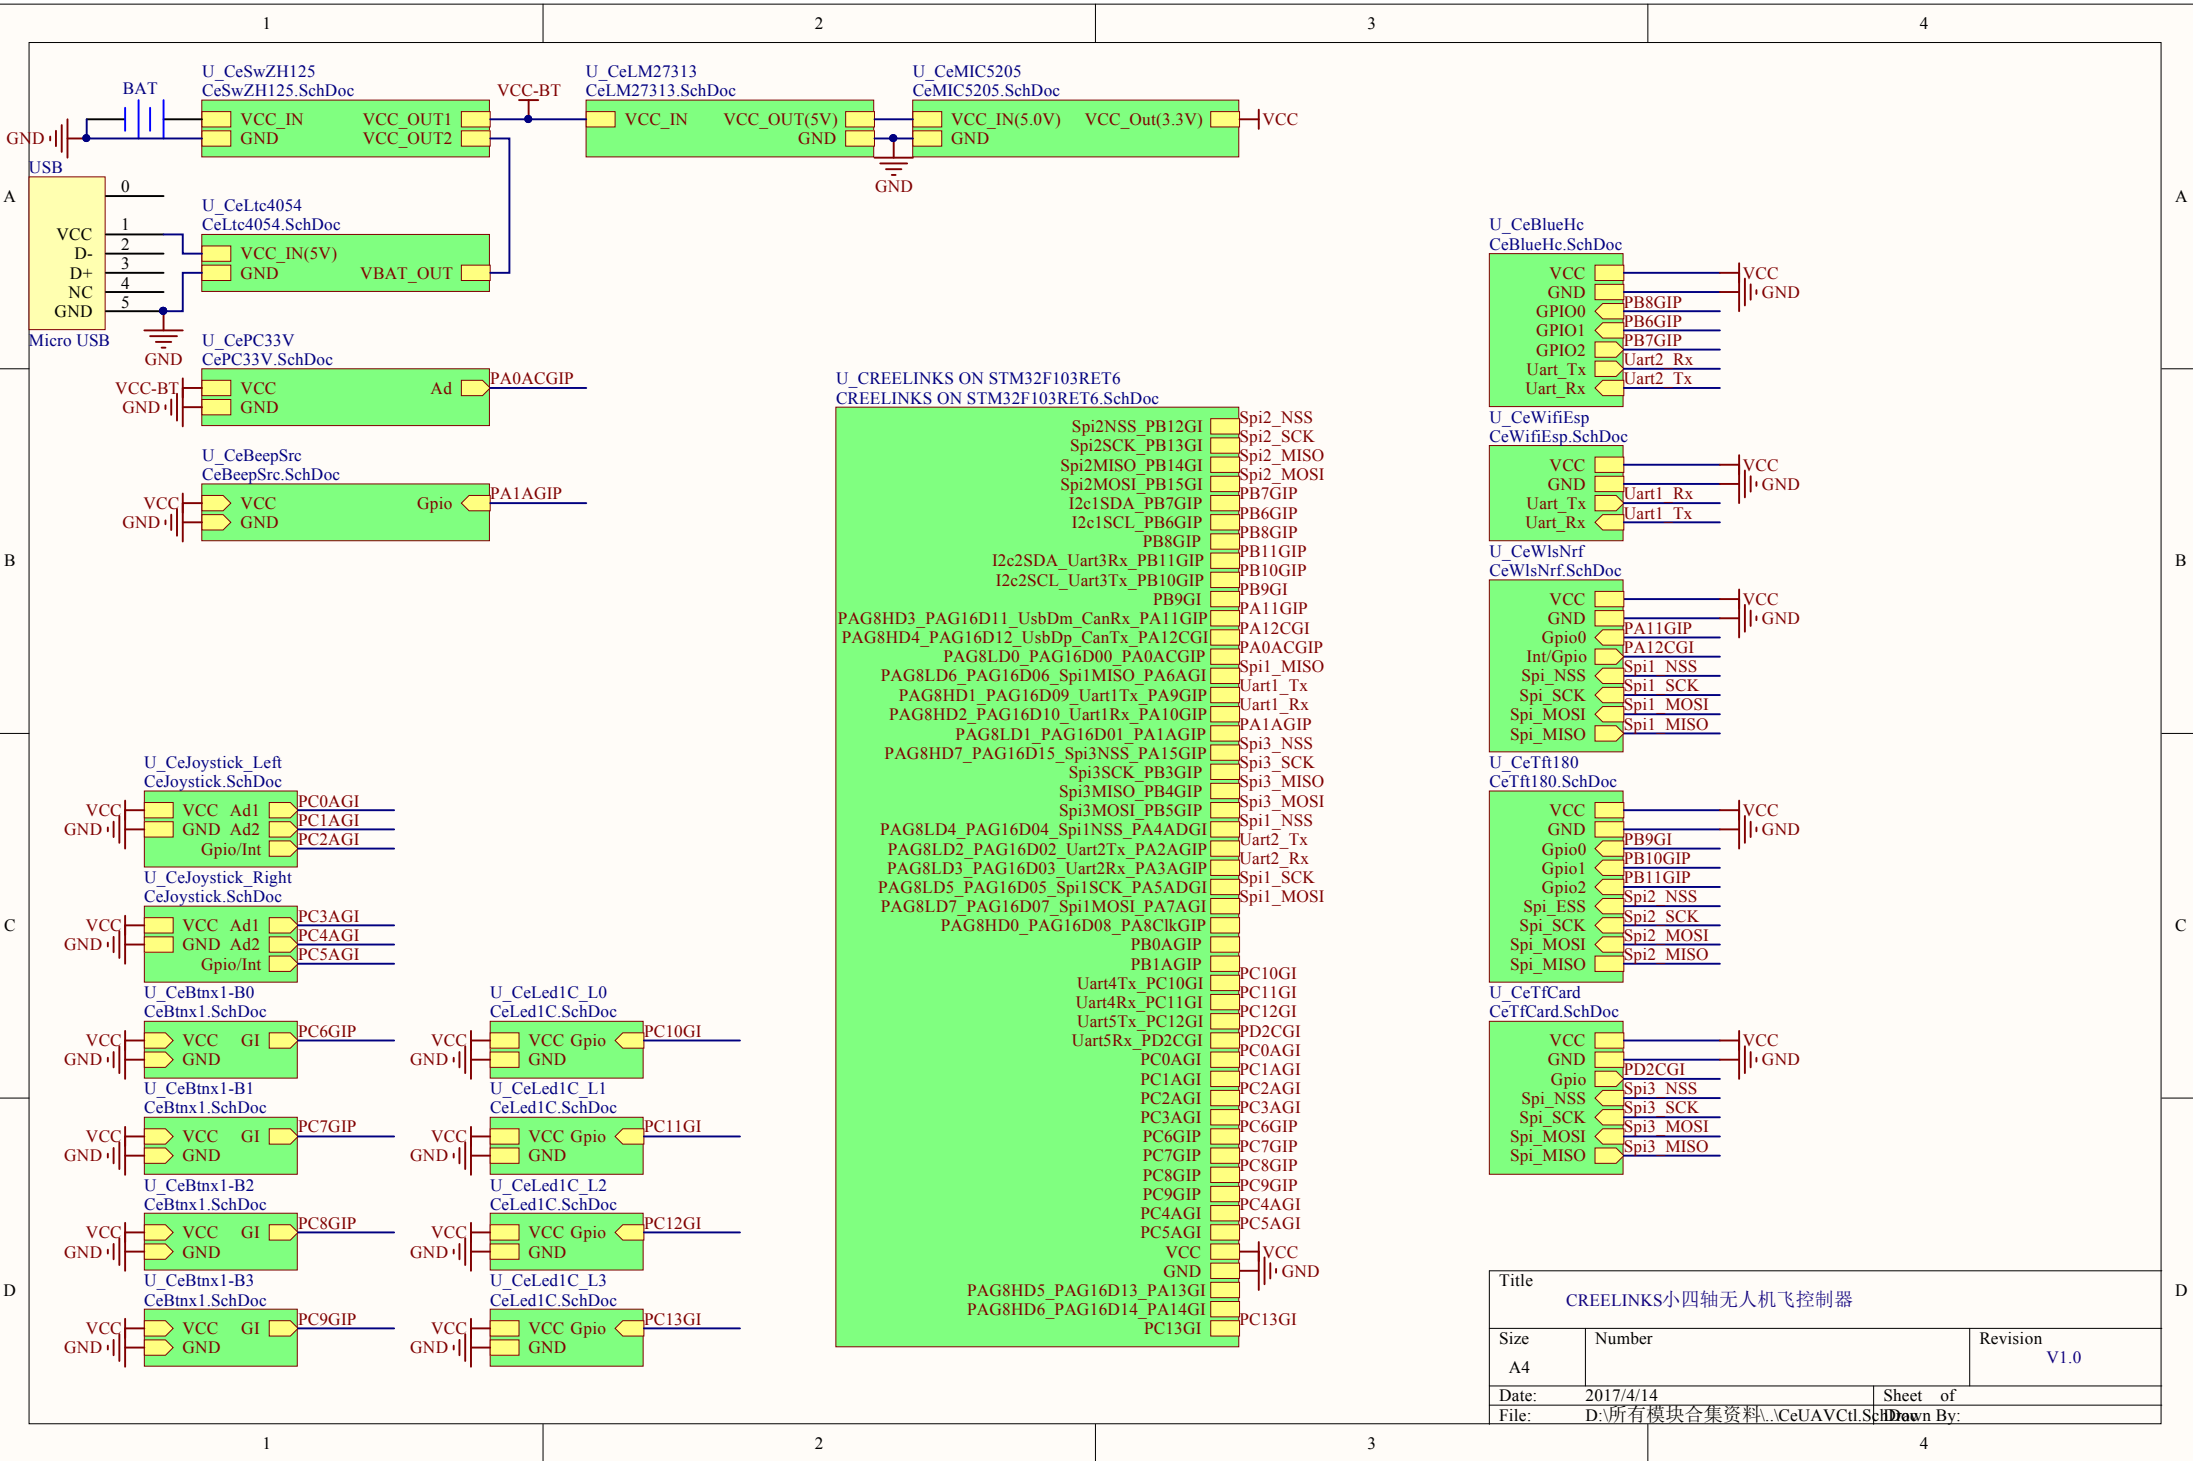 1
2
3
4
A
B
C
D
BAT
GND
U_CeSwZH125
CeSwZH125.SchDoc
VCC_IN
GND
VCC_OUT1
VCC_OUT2
VCC-BT
U_CeLM27313
CeLM27313.SchDoc
VCC_IN
VCC_OUT(5V)
GND
GND
U_CeMIC5205
CeMIC5205.SchDoc
VCC_IN(5.0V)
GND
VCC_Out(3.3V)
VCC
USB
0
VCC 1
D- 2
D+ 3
NC 4
GND 5
Micro USB
GND
U_CeLtc4054
CeLtc4054.SchDoc
VCC_IN(5V)
GND
VBAT_OUT
U_CePC33V
CePC33V.SchDoc
VCC-BT
GND
VCC
GND
Ad
PA0ACGIP
U_CeBeepSrc
CeBeepSrc.SchDoc
VCC
GND
VCC
GND
Gpio
PA1AGIP
U_CeJoystick_Left
CeJoystick.SchDoc
VCC VCC Ad1 PC0AGI
GND GND Ad2 PC1AGI
Gpio/Int PC2AGI
U_CeJoystick_Right
CeJoystick.SchDoc
VCC VCC Ad1 PC3AGI
GND GND Ad2 PC4AGI
Gpio/Int PC5AGI
U_CeBtnx1-B0
CeBtnx1.SchDoc
VCC VCC GI PC6GIP
GND GND
U_CeBtnx1-B1
CeBtnx1.SchDoc
VCC VCC GI PC7GIP
GND GND
U_CeBtnx1-B2
CeBtnx1.SchDoc
VCC VCC GI PC8GIP
GND GND
U_CeBtnx1-B3
CeBtnx1.SchDoc
VCC VCC GI PC9GIP
GND GND
U_CeLed1C_L0
CeLed1C.SchDoc
VCC VCC Gpio PC10GI
GND GND
U_CeLed1C_L1
CeLed1C.SchDoc
VCC VCC Gpio PC11GI
GND GND
U_CeLed1C_L2
CeLed1C.SchDoc
VCC VCC Gpio PC12GI
GND GND
U_CeLed1C_L3
CeLed1C.SchDoc
VCC VCC Gpio PC13GI
GND GND
U_CREELINKS ON STM32F103RET6
CREELINKS ON STM32F103RET6.SchDoc
Spi2NSS_PB12GI Spi2_NSS
Spi2SCK_PB13GI Spi2_SCK
Spi2MISO_PB14GI Spi2_MISO
Spi2MOSI_PB15GI Spi2_MOSI
I2c1SDA_PB7GIP PB7GIP
I2c1SCL_PB6GIP PB6GIP
PB8GIP PB8GIP
I2c2SDA_Uart3Rx_PB11GIP PB11GIP
I2c2SCL_Uart3Tx_PB10GIP PB10GIP
PB9GI PB9GI
PAG8HD3_PAG16D11_UsbDm_CanRx_PA11GIP PA11GIP
PAG8HD4_PAG16D12_UsbDp_CanTx_PA12CGI PA12CGI
PAG8LD0_PAG16D00_PA0ACGIP PA0ACGIP
PAG8LD6_PAG16D06_Spi1MISO_PA6AGI Spi1_MISO
PAG8HD1_PAG16D09_Uart1Tx_PA9GIP Uart1_Tx
PAG8HD2_PAG16D10_Uart1Rx_PA10GIP Uart1_Rx
PAG8LD1_PAG16D01_PA1AGIP PA1AGIP
PAG8HD7_PAG16D15_Spi3NSS_PA15GIP Spi3_NSS
Spi3SCK_PB3GIP Spi3_SCK
Spi3MISO_PB4GIP Spi3_MISO
Spi3MOSI_PB5GIP Spi3_MOSI
PAG8LD4_PAG16D04_Spi1NSS_PA4ADGI Spi1_NSS
PAG8LD2_PAG16D02_Uart2Tx_PA2AGIP Uart2_Tx
PAG8LD3_PAG16D03_Uart2Rx_PA3AGIP Uart2_Rx
PAG8LD5_PAG16D05_Spi1SCK_PA5ADGI Spi1_SCK
PAG8LD7_PAG16D07_Spi1MOSI_PA7AGI Spi1_MOSI
PAG8HD0_PAG16D08_PA8ClkGIP
PB0AGIP
PB1AGIP
Uart4Tx_PC10GI PC10GI
Uart4Rx_PC11GI PC11GI
Uart5Tx_PC12GI PC12GI
Uart5Rx_PD2CGI PD2CGI
PC0AGI PC0AGI
PC1AGI PC1AGI
PC2AGI PC2AGI
PC3AGI PC3AGI
PC6GIP PC6GIP
PC7GIP PC7GIP
PC8GIP PC8GIP
PC9GIP PC9GIP
PC4AGI PC4AGI
PC5AGI PC5AGI
VCC VCC
GND GND
PAG8HD5_PAG16D13_PA13GI
PAG8HD6_PAG16D14_PA14GI
PC13GI PC13GI
U_CeBlueHc
CeBlueHc.SchDoc
VCC VCC
GND GND
GPIO0 PB8GIP
GPIO1 PB6GIP
GPIO2 PB7GIP
Uart_Tx Uart2_Rx
Uart_Rx Uart2_Tx
U_CeWifiEsp
CeWifiEsp.SchDoc
VCC VCC
GND GND
Uart_Tx Uart1_Rx
Uart_Rx Uart1_Tx
U_CeWlsNrf
CeWlsNrf.SchDoc
VCC VCC
GND GND
Gpio0 PA11GIP
Int/Gpio PA12CGI
Spi_NSS Spi1_NSS
Spi_SCK Spi1_SCK
Spi_MOSI Spi1_MOSI
Spi_MISO Spi1_MISO
U_CeTft180
CeTft180.SchDoc
VCC VCC
GND GND
Gpio0 PB9GI
Gpio1 PB10GIP
Gpio2 PB11GIP
Spi_ESS Spi2_NSS
Spi_SCK Spi2_SCK
Spi_MOSI Spi2_MOSI
Spi_MISO Spi2_MISO
U_CeTfCard
CeTfCard.SchDoc
VCC VCC
GND GND
Gpio PD2CGI
Spi_NSS Spi3_NSS
Spi_SCK Spi3_SCK
Spi_MOSI Spi3_MOSI
Spi_MISO Spi3_MISO
Title
CREELINKS小四轴无人机飞控制器
Size
A4
Number
Revision
V1.0
Date: 2017/4/14 Sheet of
File: D:\所有模块合集资料\..\CeUAVCtl.SchDoc Drawn By:
A
B
C
D
1
2
3
4